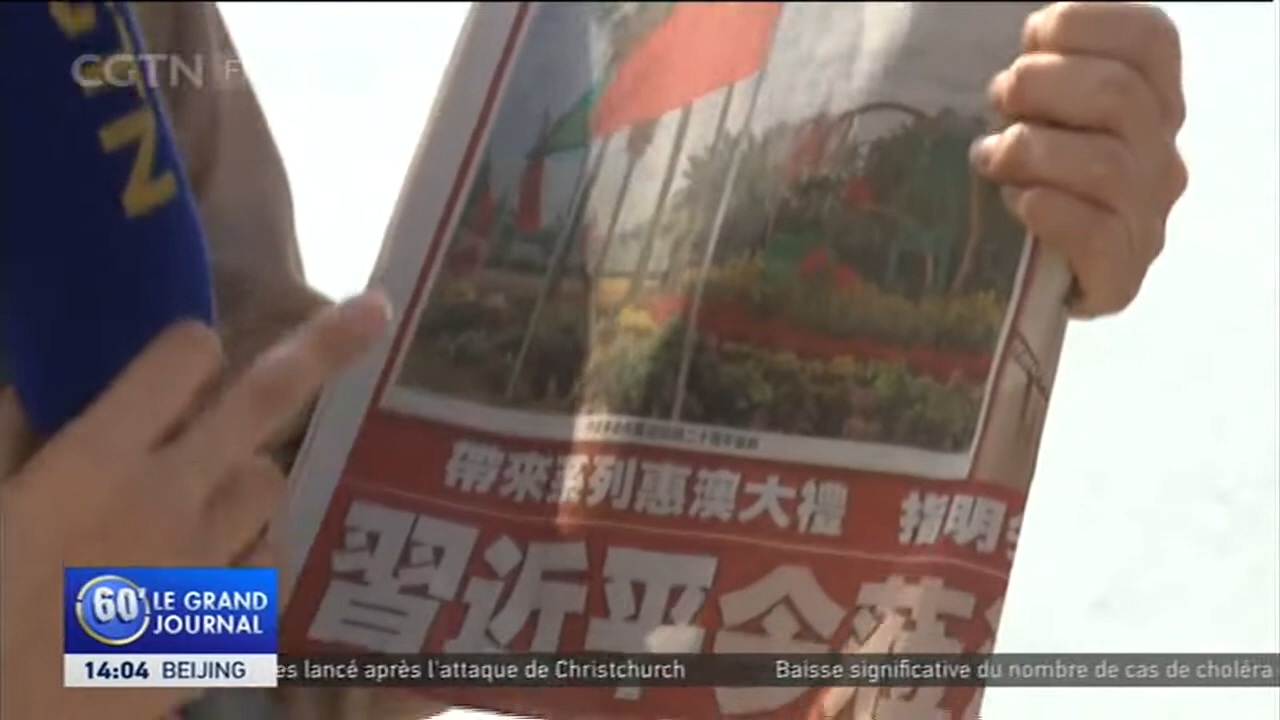 CGTN F
Z
帶來系列惠澳大禮 指明
習近平今蒞
60' LE GRAND
JOURNAL
14:04 BEIJING
es lancé après l'attaque de Christchurch Baisse significative du nombre de cas de choléra